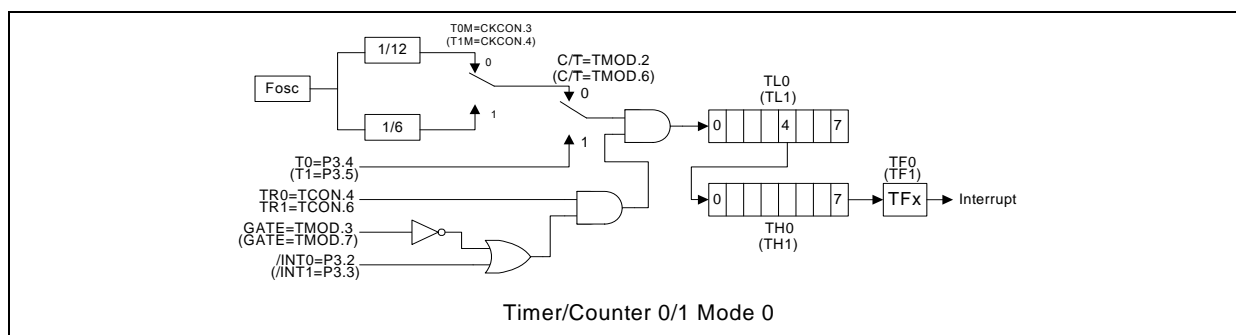 T0M=CKCON.3
(T1M=CKCON.4)
1/12
0
C/T=TMOD.2
(C/T=TMOD.6)
Fosc
0
TL0
(TL1)
1
0 4 7
1/6
1
T0=P3.4
(T1=P3.5)
TF0
(TF1)
TR0=TCON.4
TR1=TCON.6
0 7
TFx
Interrupt
GATE=TMOD.3
(GATE=TMOD.7)
TH0
(TH1)
/INT0=P3.2
(/INT1=P3.3)
Timer/Counter 0/1 Mode 0